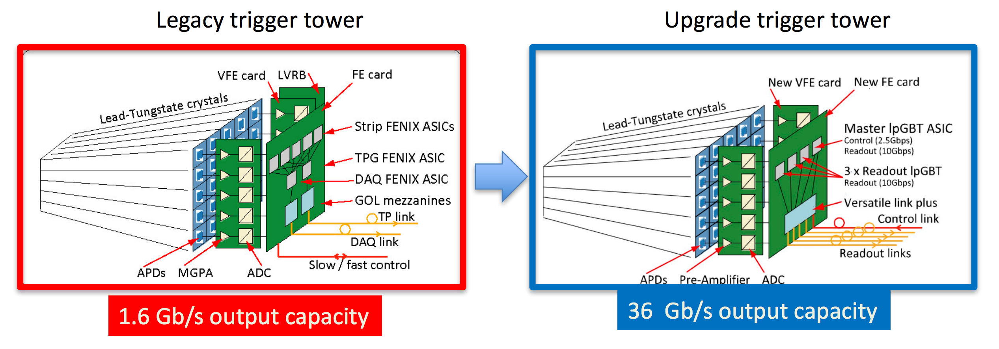 Legacy trigger tower
VFE card
LVRB
FE card
Lead-Tungstate crystals
Strip FENIX ASICs
TPG FENIX ASIC
DAQ FENIX ASIC
GOL mezzanines
TP link
DAQ link
Slow / fast control
APDs
MGPA
ADC
1.6 Gb/s output capacity
Upgrade trigger tower
New VFE card
New FE card
Lead-Tungstate crystals
Master lpGBT ASIC
Control (2.5Gbps)
Readout (10Gbps)
3 x Readout lpGBT
Readout (10Gbps)
Versatile link plus
Control link
Readout links
APDs
Pre-Amplifier
ADC
36 Gb/s output capacity